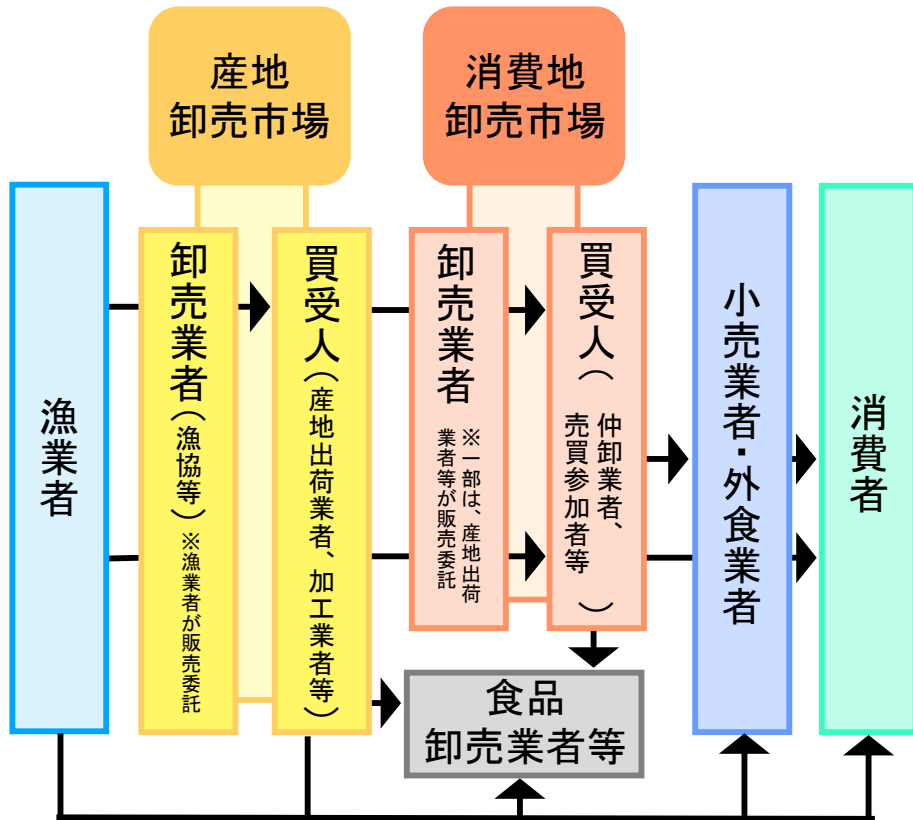 産地
卸売市場
消費地
卸売市場
漁業者
卸売業者(漁協等)※漁業者が販売委託
買受人(産地出荷業者、加工業者等)
卸売業者
※一部は、産地出荷
業者等が販売委託
買受人(
仲卸業者、
売買参加者等
)
小売業者・外食業者
消費者
食品
卸売業者等